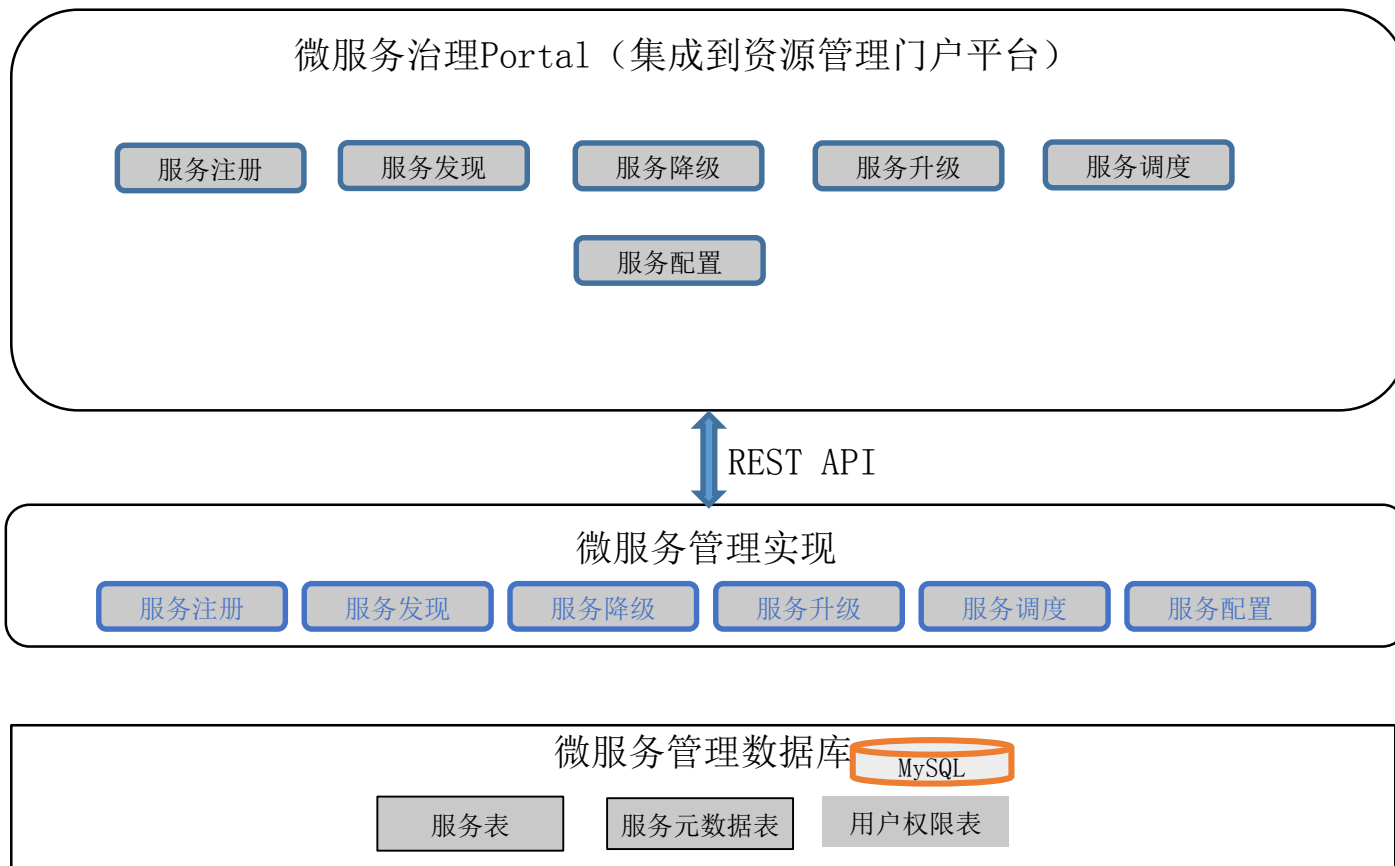 微服务治理Portal（集成到资源管理门户平台）
服务注册
服务发现
服务降级
服务升级
服务调度
服务配置
REST API
微服务管理实现
服务注册
服务发现
服务降级
服务升级
服务调度
服务配置
微服务管理数据库
MySQL
服务表
服务元数据表
用户权限表